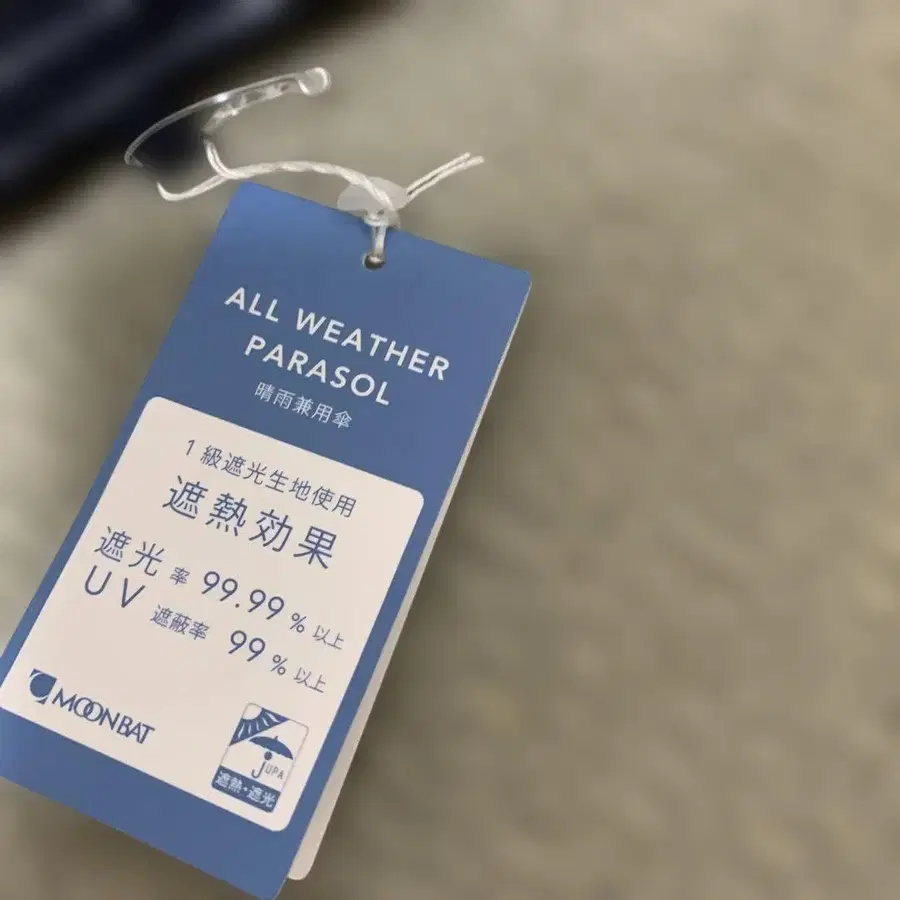 ALL WEATHER
PARASOL
晴雨兼用傘
1級遮光生地使用
遮熱効果
遮光率 99.99%以上
UV遮蔽率 99%以上
MOONBAT
JUPA
遮熱・遮光